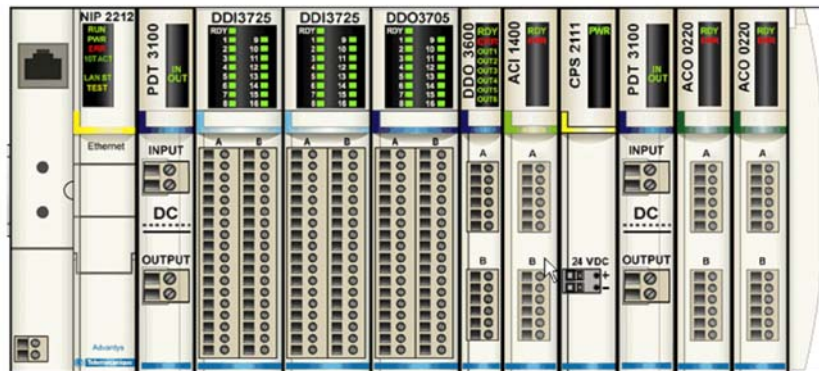 NIP 2212
RUN
PWR
ERR
10T ACT
LAN ST
TEST
Ethernet
Advantys
Telemecanique
PDT 3100
IN
OUT
INPUT
DC
OUTPUT
DDI3725
RDY
1 9
2 10
3 11
4 12
5 13
6 14
7 15
8 16
A B
DDI3725
RDY
1 9
2 10
3 11
4 12
5 13
6 14
7 15
8 16
A B
DDO3705
RDY
1 9
2 10
3 11
4 12
5 13
6 14
7 15
8 16
A B
DDO 3600
RDY
ERR
OUT1
OUT2
OUT3
OUT4
OUT5
OUT6
A
B
ACI 1400
RDY
ERR
A
B
CPS 2111
PWR
24 VDC
+
-
PDT 3100
IN
OUT
INPUT
DC
OUTPUT
ACO 0220
RDY
ERR
A
B
ACO 0220
RDY
ERR
A
B